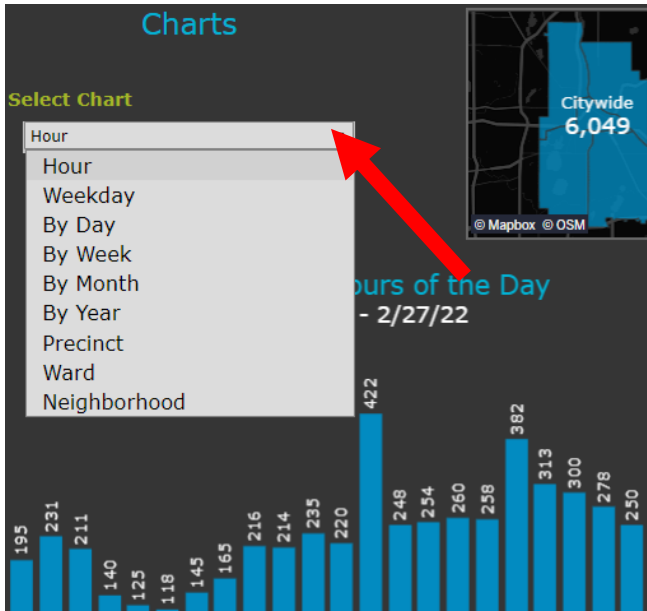 Charts
Select Chart
Hour
Hour
Weekday
By Day
By Week
By Month
By Year
Precinct
Ward
Neighborhood
Citywide
6,049
© Mapbox © OSM
ours of the Day
- 2/27/22
195
231
211
140
125
118
145
165
216
214
235
220
422
248
254
260
258
382
313
300
278
250